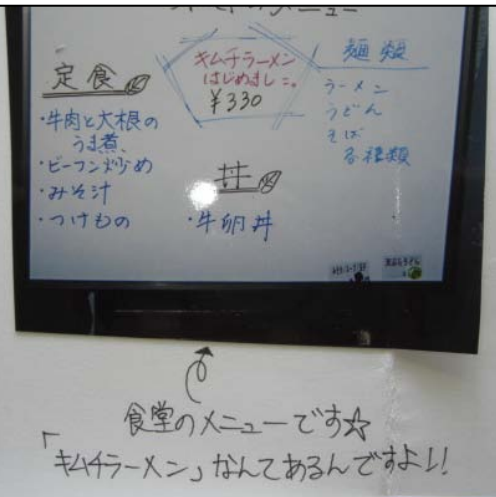 メニュー
定食
・牛肉と大根の
うま煮
・ビーフン炒め
・みそ汁
・つけもの
キムチラーメン
はじめました。
¥330
丼
・牛卵丼
麺類
ラーメン
うどん
そば
各種類
食堂のメニューです☆
「キムチラーメン」なんてあるんですよ!!